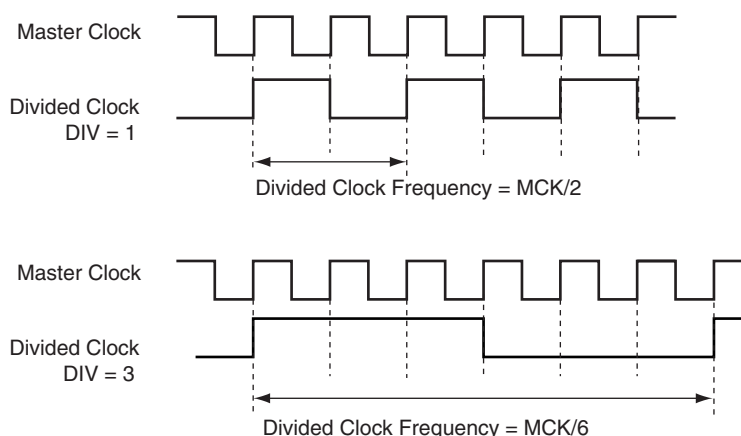 Master Clock
Divided Clock
DIV = 1
Divided Clock Frequency = MCK/2
Master Clock
Divided Clock
DIV = 3
Divided Clock Frequency = MCK/6